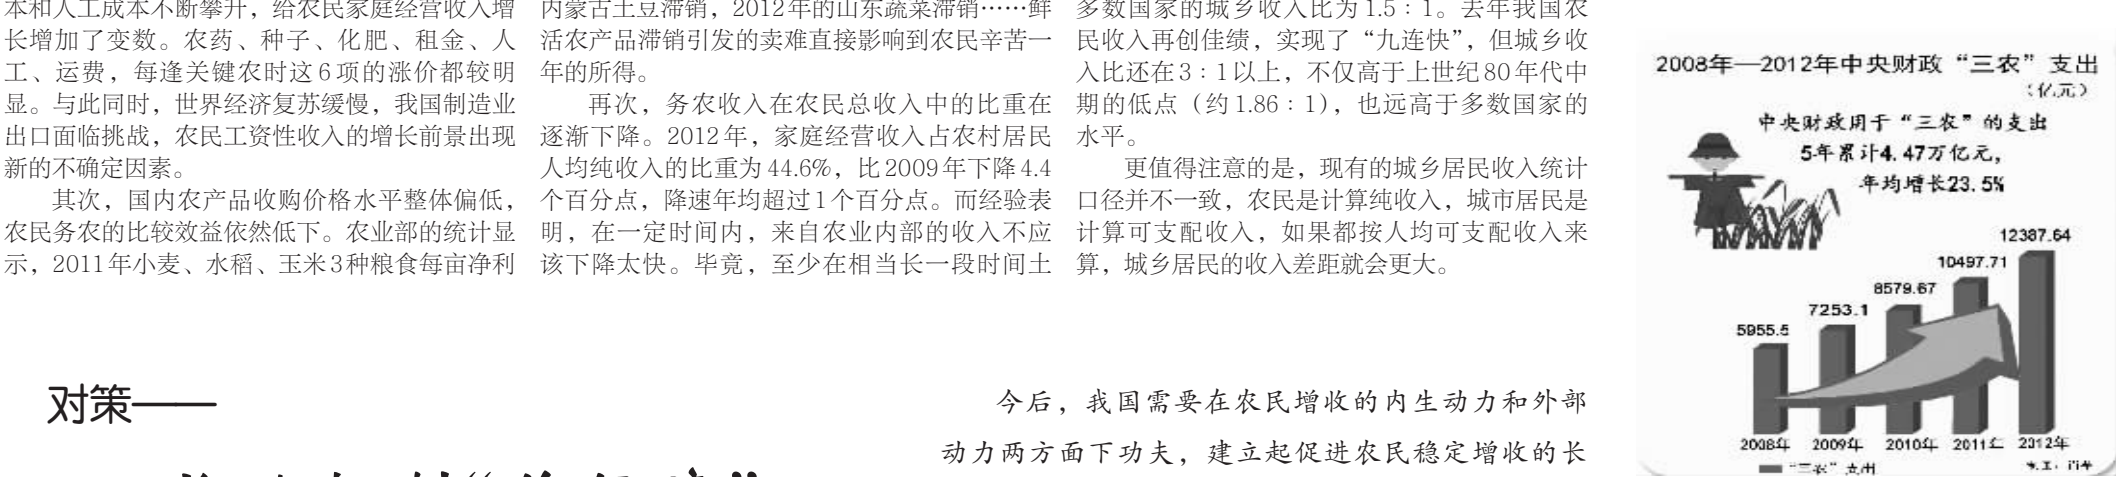 本和人工成本不断攀升，给农民家庭经营收入增
长增加了变数。农药、种子、化肥、租金、人
工、运费，每逢关键农时这6项的涨价都较明
显。与此同时，世界经济复苏缓慢，我国制造业
出口面临挑战，农民工资性收入的增长前景出现
新的不确定因素。
其次，国内农产品收购价格水平整体偏低，
农民务农的比较效益依然低下。农业部的统计显
示，2011年小麦、水稻、玉米3种粮食每亩净利
内蒙古土豆滞销，2012年的山东蔬菜滞销……鲜
活农产品滞销引发的卖难直接影响到农民辛苦一
年的所得。
再次，务农收入在农民总收入中的比重在
逐渐下降。2012年，家庭经营收入占农村居民
人均纯收入的比重为44.6%，比2009年下降4.4
个百分点，降速年均超过1个百分点。而经验表
明，在一定时间内，来自农业内部的收入不应
该下降太快。毕竟，至少在相当长一段时间土
多数国家的城乡收入比为1.5：1。去年我国农
民收入再创佳绩，实现了“九连快”，但城乡收
入比还在3：1以上，不仅高于上世纪80年代中
期的低点（约1.86：1），也远高于多数国家的
水平。
更值得注意的是，现有的城乡居民收入统计
口径并不一致，农民是计算纯收入，城市居民是
计算可支配收入，如果都按人均可支配收入来
算，城乡居民的收入差距就会更大。
对策——
今后，我国需要在农民增收的内生动力和外部
动力两方面下功夫，建立起促进农民稳定增收的长
2008年—2012年中央财政“三农”支出
（亿元）
中央财政用于“三农”的支出
5年累计4.47万亿元，
年均增长23.5%
12387.64
10497.71
8579.67
7253.1
5955.5
2008年 2009年 2010年 2011年 2012年
“三农”支出